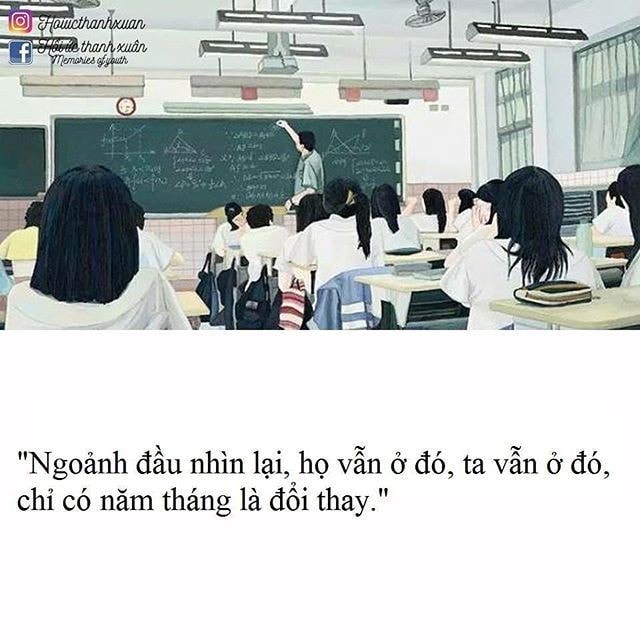 Hoiucthanhxuan
Hồi ức thanh xuân
Memories of youth
"Ngoảnh đầu nhìn lại, họ vẫn ở đó, ta vẫn ở đó,
chỉ có năm tháng là đổi thay."